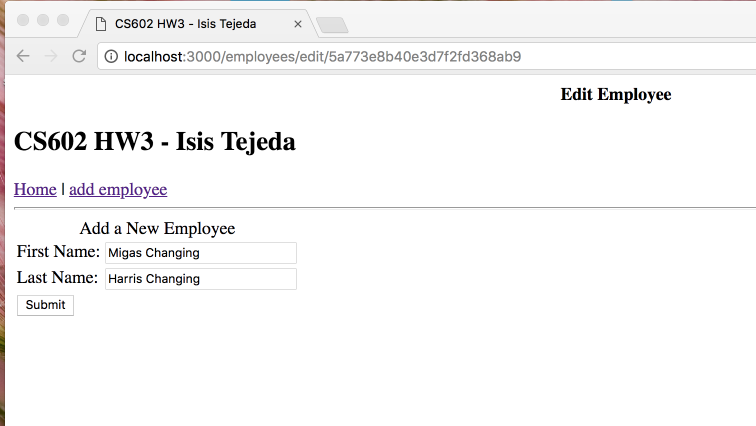 CS602 HW3 - Isis Tejeda
localhost:3000/employees/edit/5a773e8b40e3d7f2fd368ab9
Edit Employee
CS602 HW3 - Isis Tejeda
Home | add employee
Add a New Employee
First Name: Migas Changing
Last Name: Harris Changing
Submit